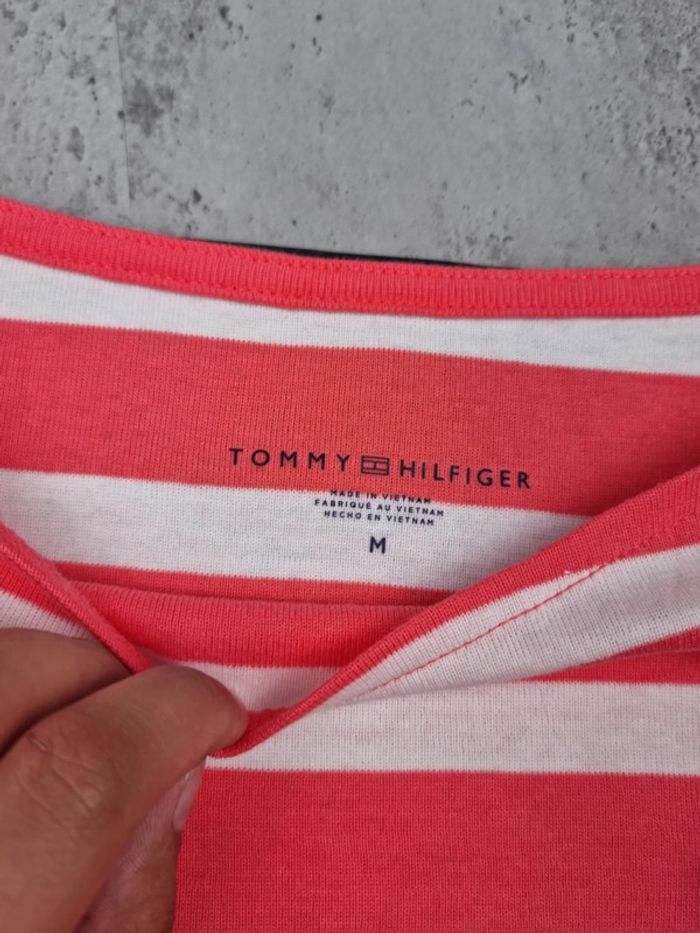 TOMMY HILFIGER
MADE IN VIETNAM
FABRIQUÉ AU VIETNAM
HECHO EN VIETNAM
M